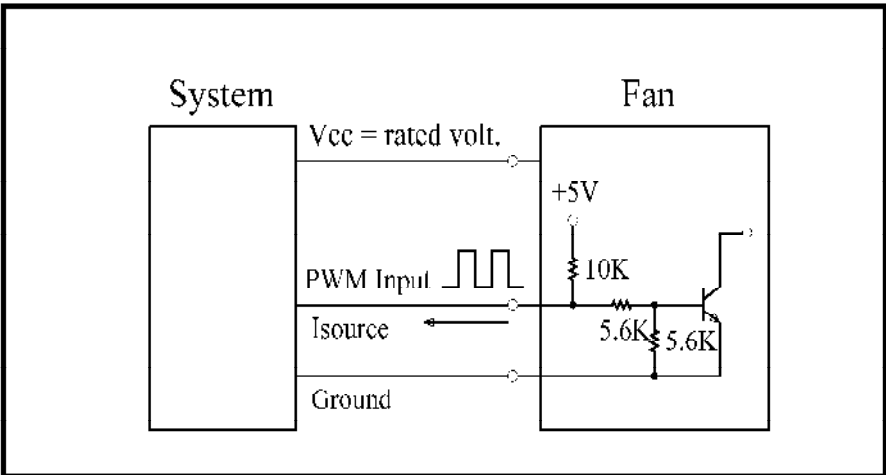 System
Fan
Vcc = rated volt.
+5V
10K
PWM Input
Isource
5.6K
5.6K
Ground